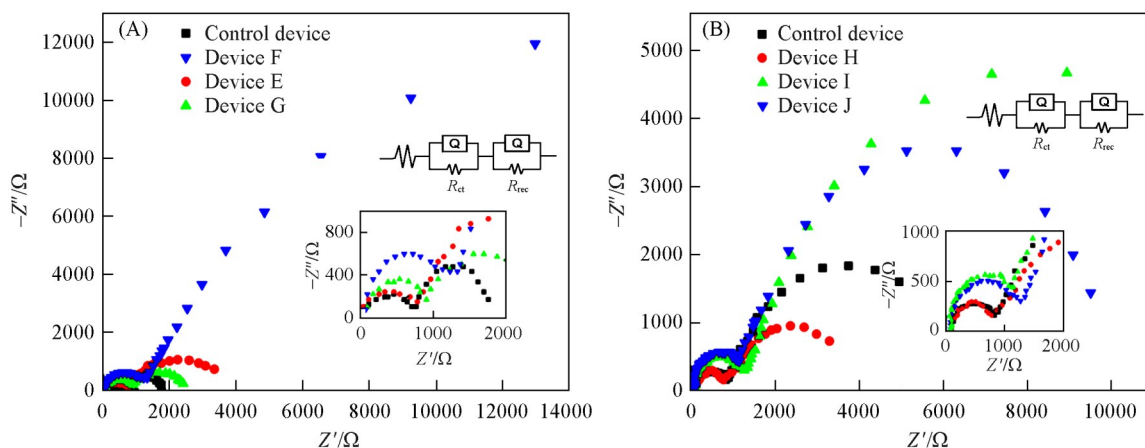 (A)
Control device
Device F
Device E
Device G
Q
Q
Rct
Rrec
12000
10000
8000
6000
4000
2000
0
−Z″/Ω
0
2000
4000
6000
8000
10000
12000
14000
Z′/Ω
800
400
0
−Z″/Ω
0
1000
2000
Z′/Ω
(B)
Control device
Device H
Device I
Device J
Q
Q
Rct
Rrec
5000
4000
3000
2000
1000
0
−Z″/Ω
0
2000
4000
6000
8000
10000
Z′/Ω
1000
500
0
−Z″/Ω
0
1000
2000
Z′/Ω